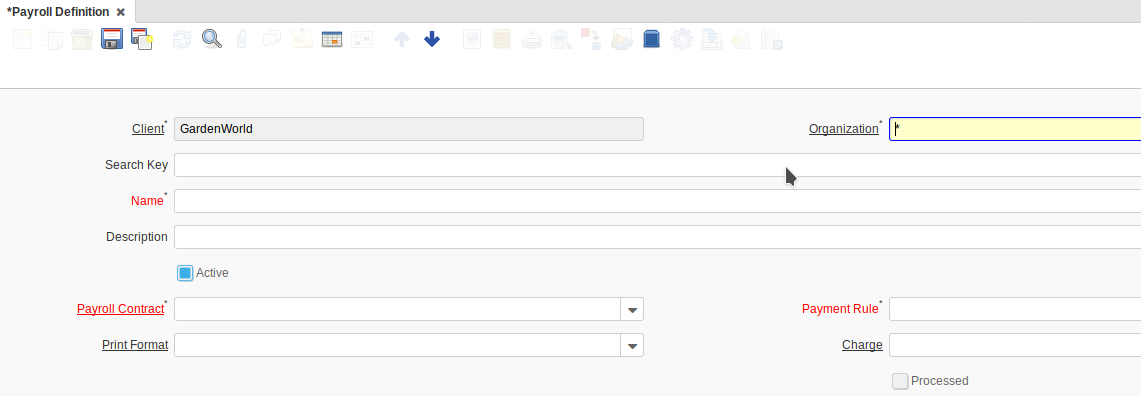 *Payroll Definition
Client* GardenWorld Organization* *
Search Key
Name*
Description
Active
Payroll Contract* Payment Rule*
Print Format Charge
Processed